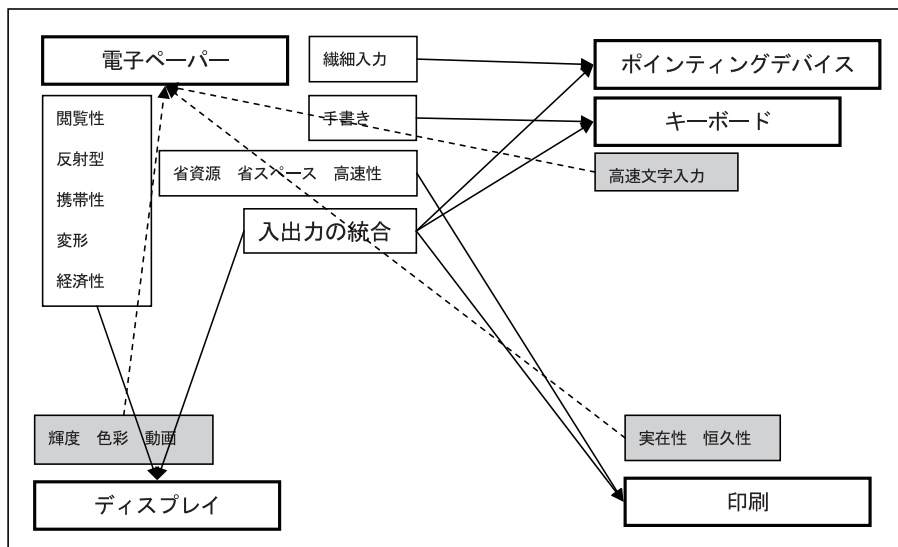 電子ペーパー
繊細入力
ポインティングデバイス
閲覧性
手書き
キーボード
反射型
省資源　省スペース　高速性
高速文字入力
携帯性
変形
入出力の統合
経済性
輝度　色彩　動画
実在性　恒久性
ディスプレイ
印刷